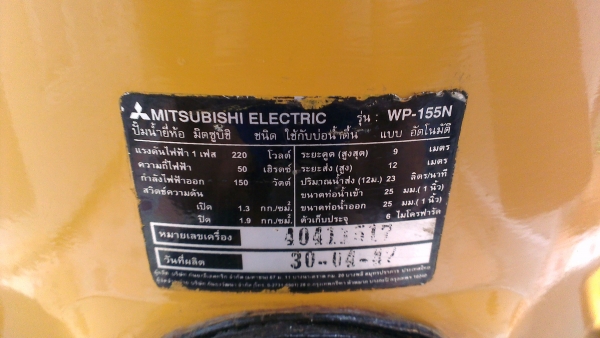 MITSUBISHI ELECTRIC รุ่น : WP-155N
ปั๊มน้ำยี่ห้อ มิตซูบิชิ ชนิด ใช้กับบ่อน้ำตื้น แบบ อัตโนมัติ
แรงดันไฟฟ้า 1 เฟส 220 โวลต์ ระยะดูด (สูงสุด) 9 เมตร
ความถี่ไฟฟ้า 50 เฮิรตซ์ ระยะส่ง (สูง) 12 เมตร
กำลังไฟฟ้าออก 150 วัตต์ ปริมาณน้ำส่ง (12ม.) 23 ลิตร/นาที
สวิตช์ความดัน ขนาดท่อน้ำเข้า 25 มม. (1 นิ้ว)
เปิด 1.3 กก./ซม.² ขนาดท่อน้ำออก 25 มม. (1 นิ้ว)
ปิด 1.9 กก./ซม.² ตัวเก็บประจุ 6 ไมโครฟารัด
หมายเลขเครื่อง
วันที่ผลิต 30-04-